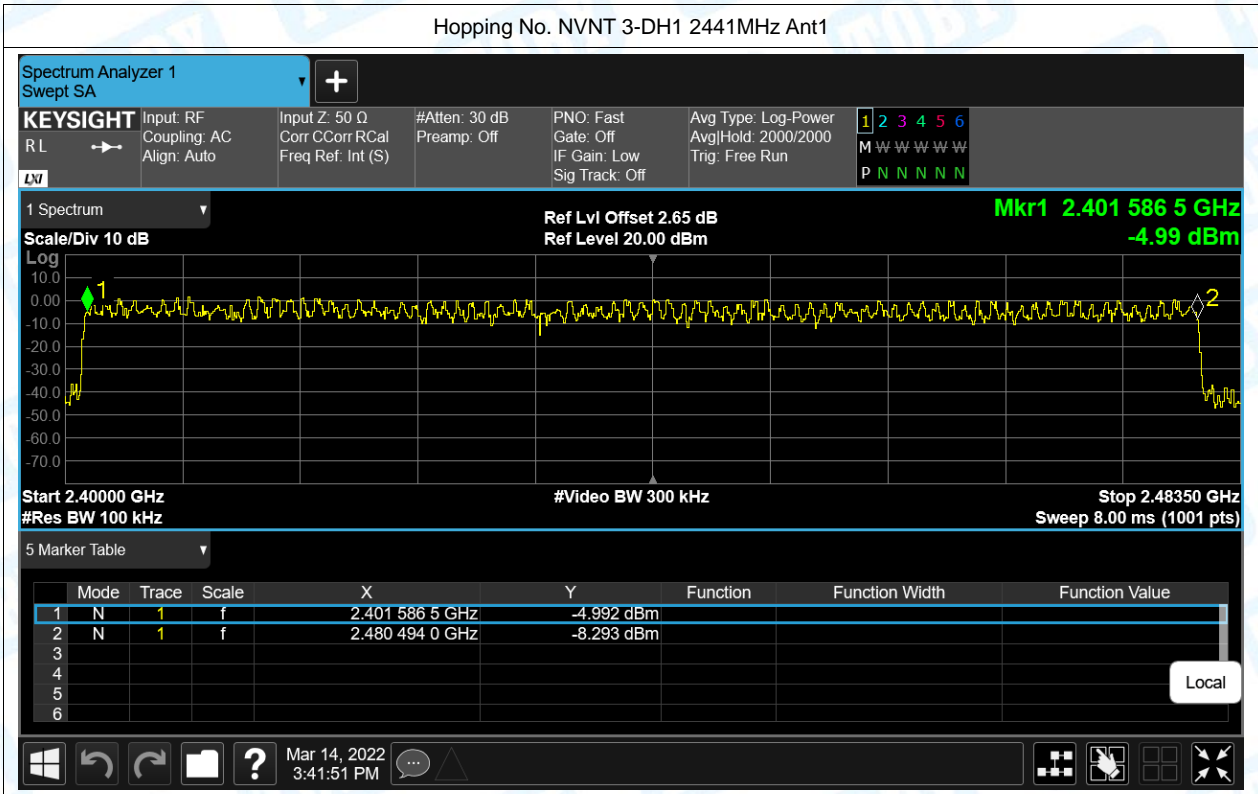 Hopping No. NVNT 3-DH1 2441MHz Ant1
Spectrum Analyzer 1
Swept SA
+
KEYSIGHT
RL
LXI
Input: RF
Coupling: AC
Align: Auto
Input Z: 50 Ω
Corr CCorr RCal
Freq Ref: Int (S)
#Atten: 30 dB
Preamp: Off
PNO: Fast
Gate: Off
IF Gain: Low
Sig Track: Off
Avg Type: Log-Power
Avg|Hold: 2000/2000
Trig: Free Run
1 2 3 4 5 6
M W W W W W
P N N N N N
1 Spectrum
Scale/Div 10 dB
Ref Lvl Offset 2.65 dB
Ref Level 20.00 dBm
Mkr1 2.401 586 5 GHz
-4.99 dBm
Log
10.0
0.00
-10.0
-20.0
-30.0
-40.0
-50.0
-60.0
-70.0
1
2
Start 2.40000 GHz
#Video BW 300 kHz
Stop 2.48350 GHz
#Res BW 100 kHz
Sweep 8.00 ms (1001 pts)
5 Marker Table
Mode Trace Scale X Y Function Function Width Function Value
1 N 1 f 2.401 586 5 GHz -4.992 dBm
2 N 1 f 2.480 494 0 GHz -8.293 dBm
3
4
5
6
Local
?
Mar 14, 2022
3:41:51 PM